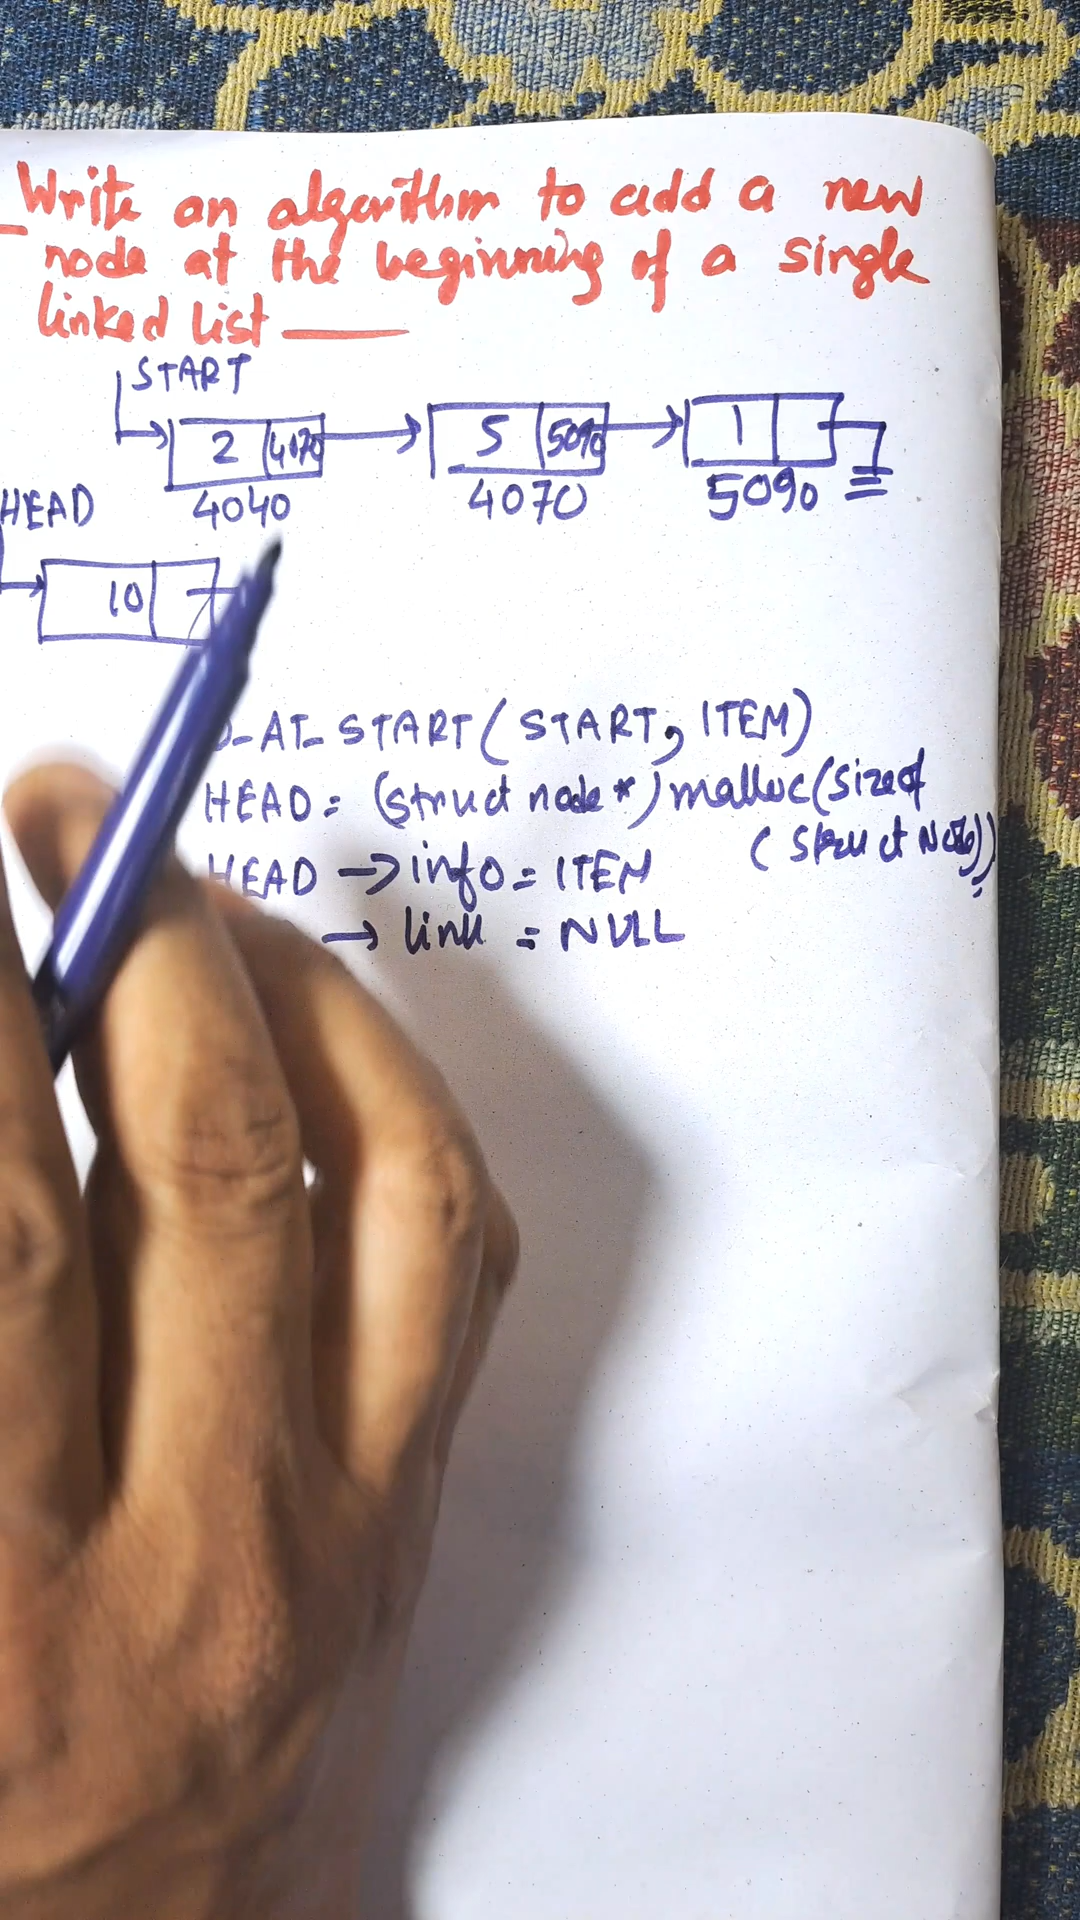 Write an algorithm to add a new
node at the beginning of a single
linked list
START
2 4070 5 5090 1
4040 4070 5090
HEAD
10
-AT-START(START, ITEM)
HEAD = (struct node*)malloc(sizeof
(struct Node));
HEAD → info = ITEM
→ link = NULL